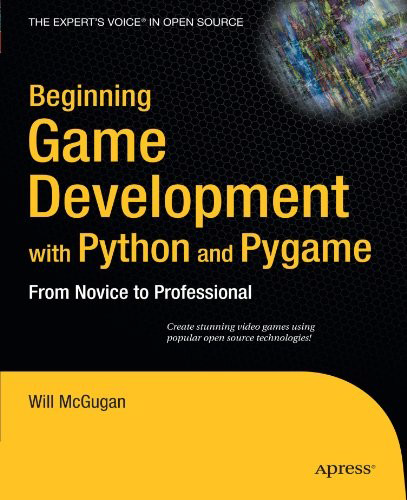 THE EXPERT'S VOICE® IN OPEN SOURCE
Beginning
Game
Development
with Python and Pygame
From Novice to Professional
Create stunning video games using
popular open source technologies!
Will McGugan
Apress®